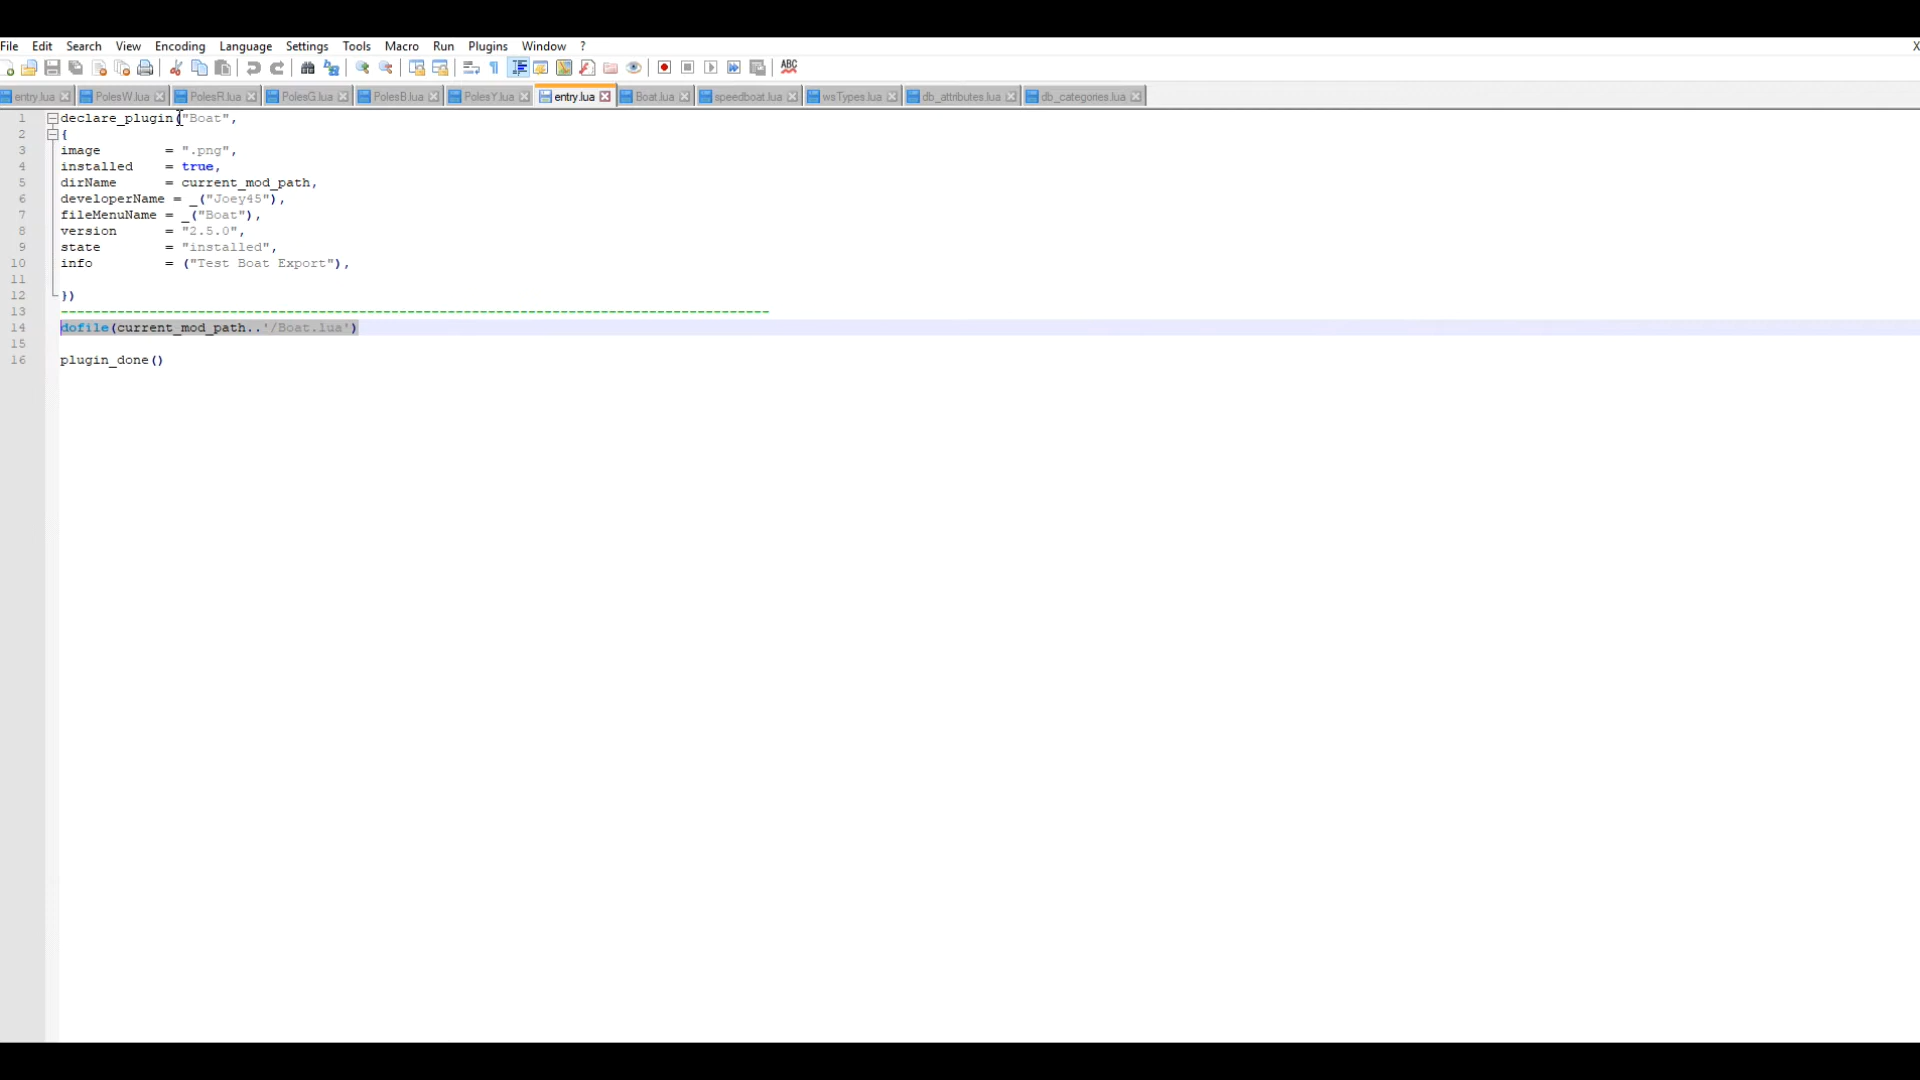 File Edit Search View Encoding Language Settings Tools Macro Run Plugins Window ? X
ABC
entry.lua PolesW.lua PolesR.lua PolesG.lua PolesB.lua PolesY.lua entry.lua Boat.lua speedboat.lua wsTypes.lua db_attributes.lua db_categories.lua
1 declare_plugin("Boat",
2 {
3 image = ".png",
4 installed = true,
5 dirName = current_mod_path,
6 developerName = _("Joey45"),
7 fileMenuName = _("Boat"),
8 version = "2.5.0",
9 state = "installed",
10 info = ("Test Boat Export"),
11
12 })
13 ----------------------------------------------------------------------------------------
14 dofile(current_mod_path..'/Boat.lua')
15
16 plugin_done()